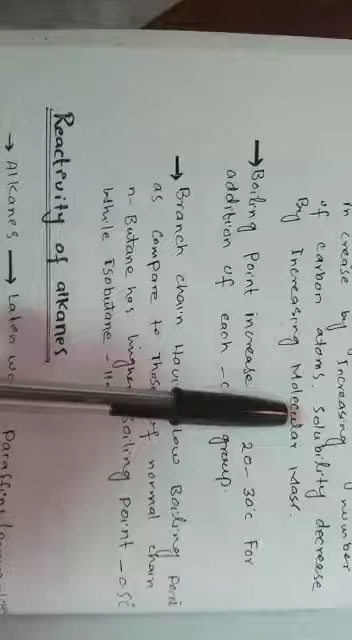 increase by Increasing number
of carbon atoms. Solubility decrease
By Increasing Molecular Mass.
→ Boiling Point increase 20-30°c For
addition of each group.
→ Branch chain Low Boiling Point
as compare to those of normal chain
n-Butane has higher Boiling Point -0.5°C
While Isobutane
Reactivity of alkanes
→ Alkanes → Laten